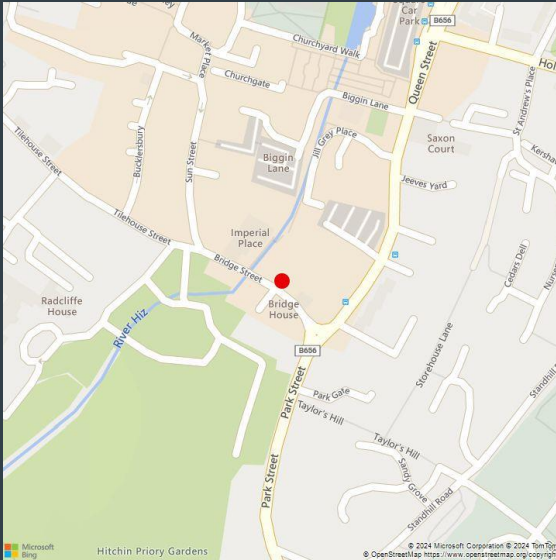 Car
Park
B656
Market Place
Churchyard Walk
Queen Street
Churchgate
Biggin Lane
St Andrew's Place
Tilehouse Street
Bucklersbury
Sun Street
Biggin
Lane
Jill Grey Place
Saxon
Court
Jeeves Yard
Imperial
Place
Tilehouse Street
Bridge Street
Cedars Dell
Radcliffe
House
River Hiz
Bridge
House
B656
Storehouse Lane
Park Street
Park Gate
Taylor's Hill
Taylor's Hill
Sandy Grove
Standhill Road
Park Street
Hitchin Priory Gardens
Microsoft
Bing
© 2024 Microsoft Corporation © 2024 TomTom
© OpenStreetMap https://www.openstreetmap.org/copyrigh